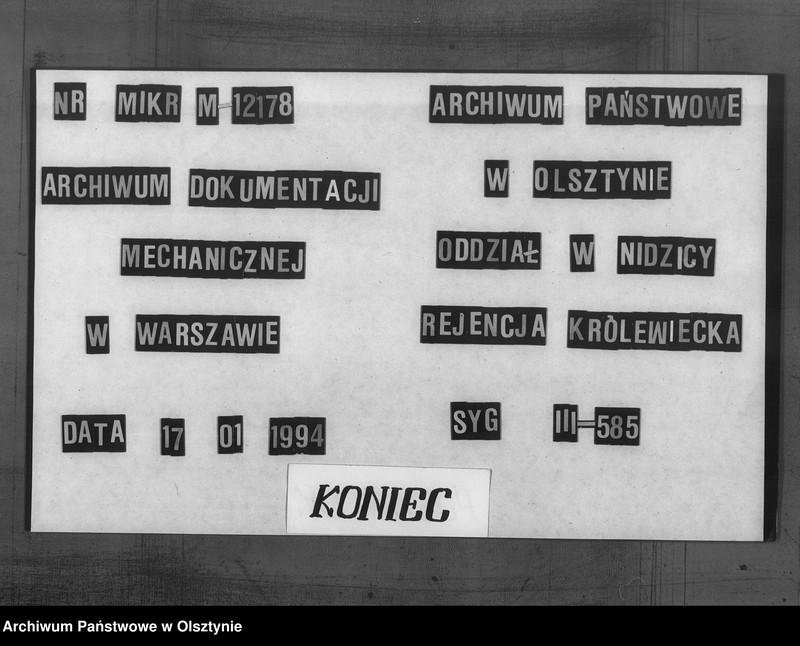 NR MIKR M-12178
ARCHIWUM DOKUMENTACJI
MECHANICZNEJ
W WARSZAWIE
DATA 17 01 1994
ARCHIWUM PAŃSTWOWE
W OLSZTYNIE
ODDZIAŁ W NIDZICY
REJENCJA KRÒLEWIECKA
SYG III-585
KONIEC
Archiwum Państwowe w Olsztynie